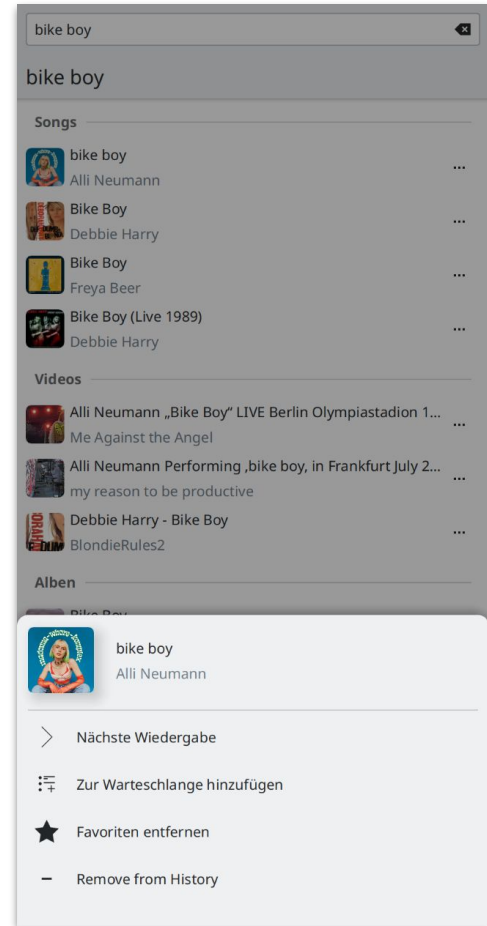 bike boy
bike boy
Songs
bike boy
Alli Neumann
...
Bike Boy
Debbie Harry
...
Bike Boy
Freya Beer
...
Bike Boy (Live 1989)
Debbie Harry
...
Videos
Alli Neumann „Bike Boy“ LIVE Berlin Olympiastadion 1...
Me Against the Angel
...
Alli Neumann Performing ‚bike boy, in Frankfurt July 2...
my reason to be productive
...
Debbie Harry - Bike Boy
BlondieRules2
...
Alben
Bike Boy
bike boy
Alli Neumann
Nächste Wiedergabe
Zur Warteschlange hinzufügen
Favoriten entfernen
Remove from History